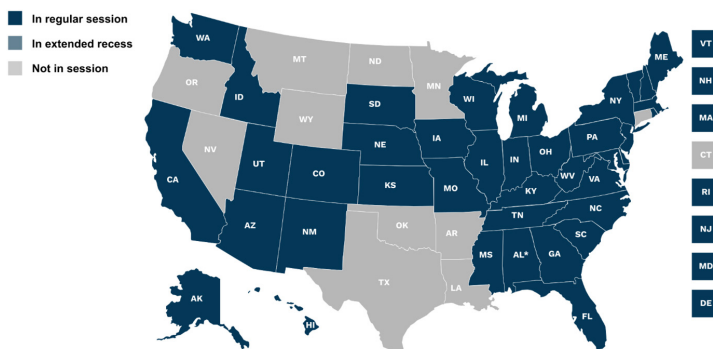 In regular session
In extended recess
Not in session
WA
OR
ID
MT
ND
MN
WY
SD
WI
MI
NY
ME
VT
NH
MA
CT
RI
NJ
MD
DE
NV
UT
CO
NE
IA
KS
MO
IL
IN
OH
PA
WV
VA
KY
CA
AZ
NM
OK
AR
TN
NC
SC
TX
LA
MS
AL*
GA
FL
AK
HI